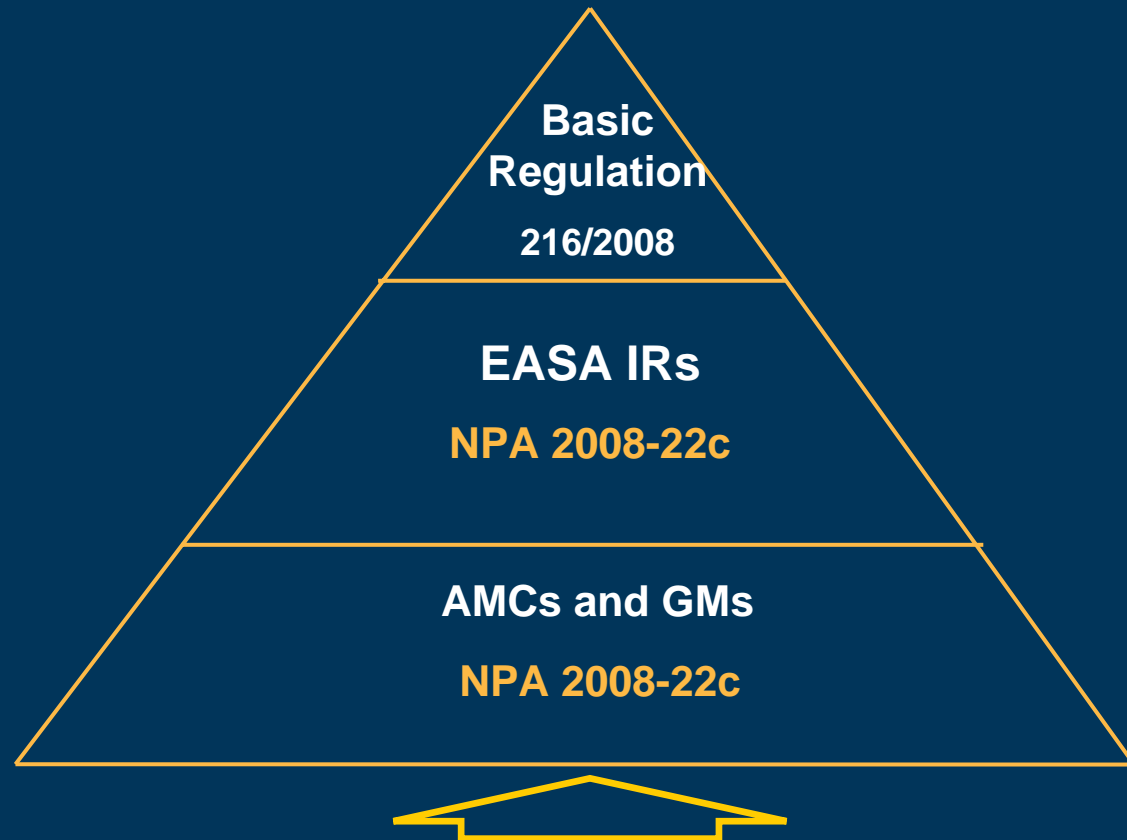 Basic
Regulation
216/2008
EASA IRs
NPA 2008-22c
AMCs and GMs
NPA 2008-22c